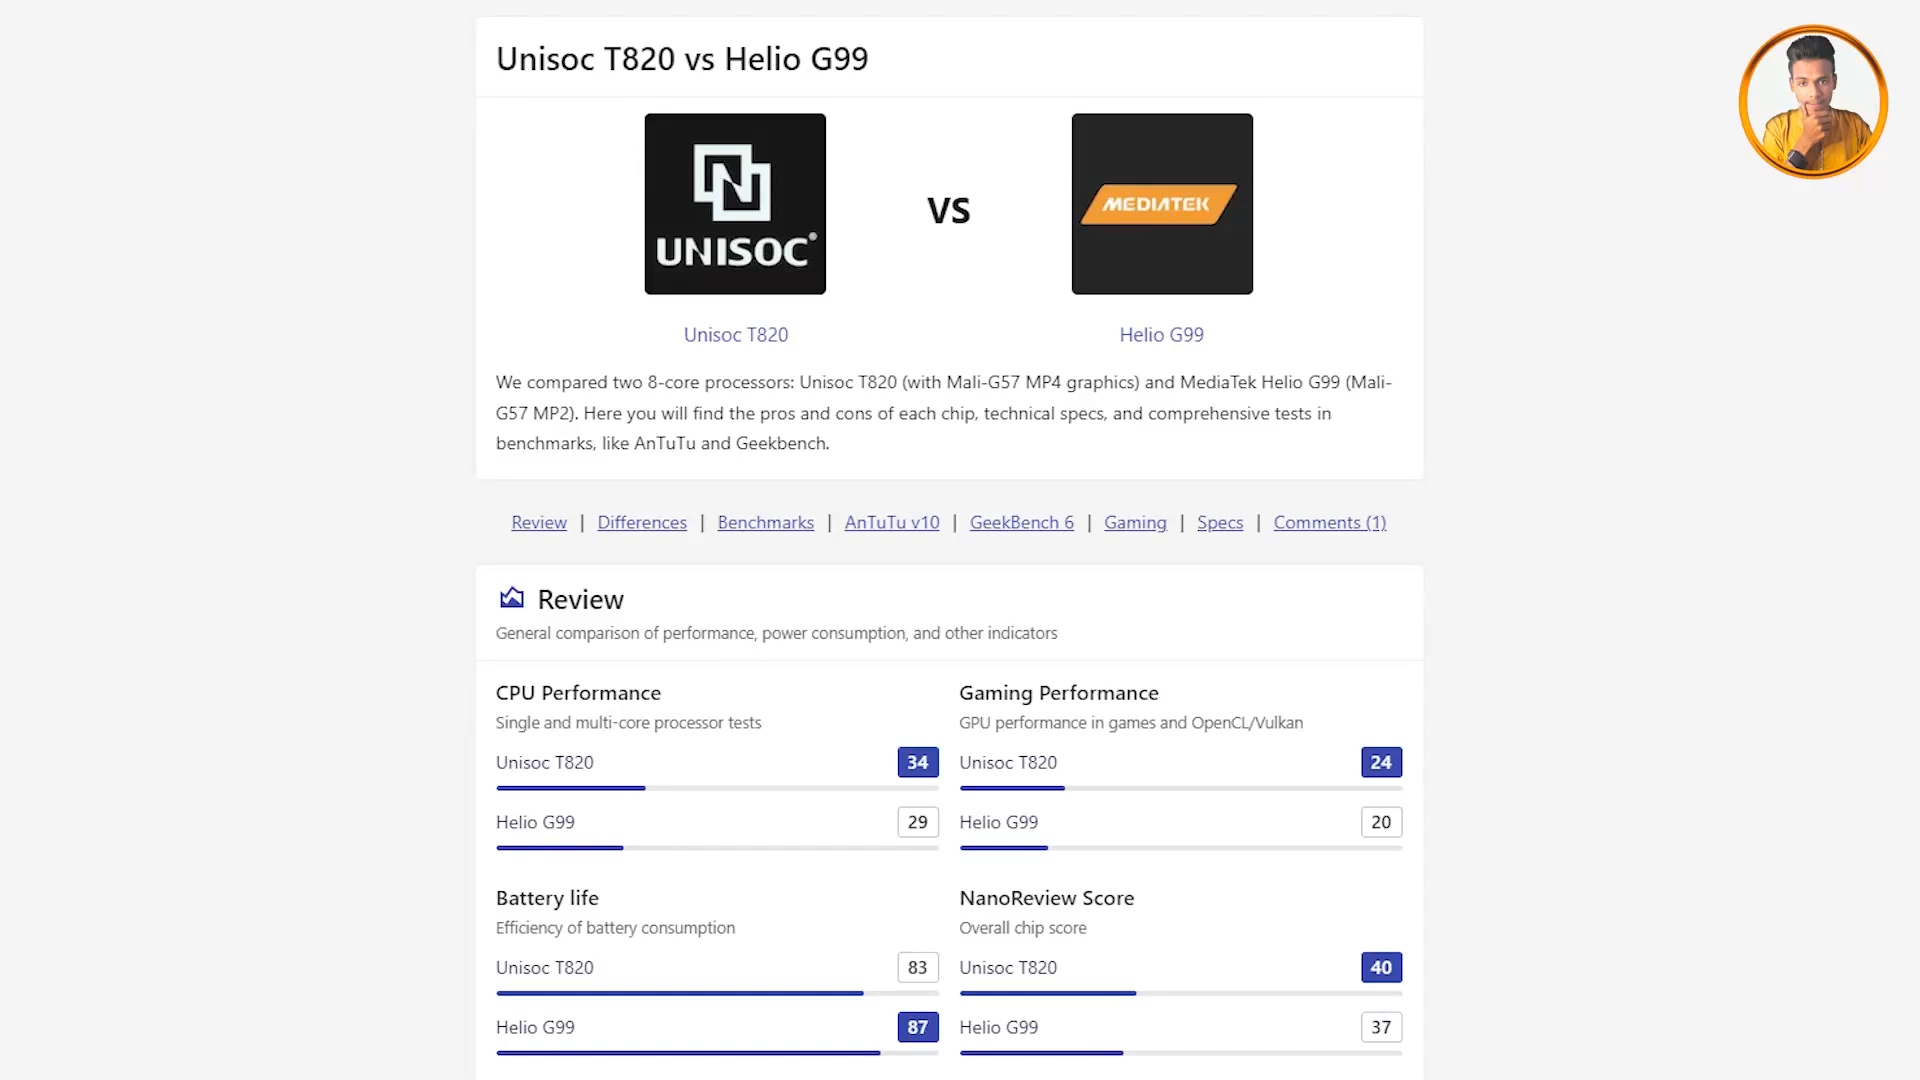 Unisoc T820 vs Helio G99
UNISOC®
VS
MEDIATEK
Unisoc T820
Helio G99
We compared two 8-core processors: Unisoc T820 (with Mali-G57 MP4 graphics) and MediaTek Helio G99 (Mali-
G57 MP2). Here you will find the pros and cons of each chip, technical specs, and comprehensive tests in
benchmarks, like AnTuTu and Geekbench.
Review | Differences | Benchmarks | AnTuTu v10 | GeekBench 6 | Gaming | Specs | Comments (1)
Review
General comparison of performance, power consumption, and other indicators
CPU Performance
Single and multi-core processor tests
Unisoc T820 34
Helio G99 29
Gaming Performance
GPU performance in games and OpenCL/Vulkan
Unisoc T820 24
Helio G99 20
Battery life
Efficiency of battery consumption
Unisoc T820 83
Helio G99 87
NanoReview Score
Overall chip score
Unisoc T820 40
Helio G99 37